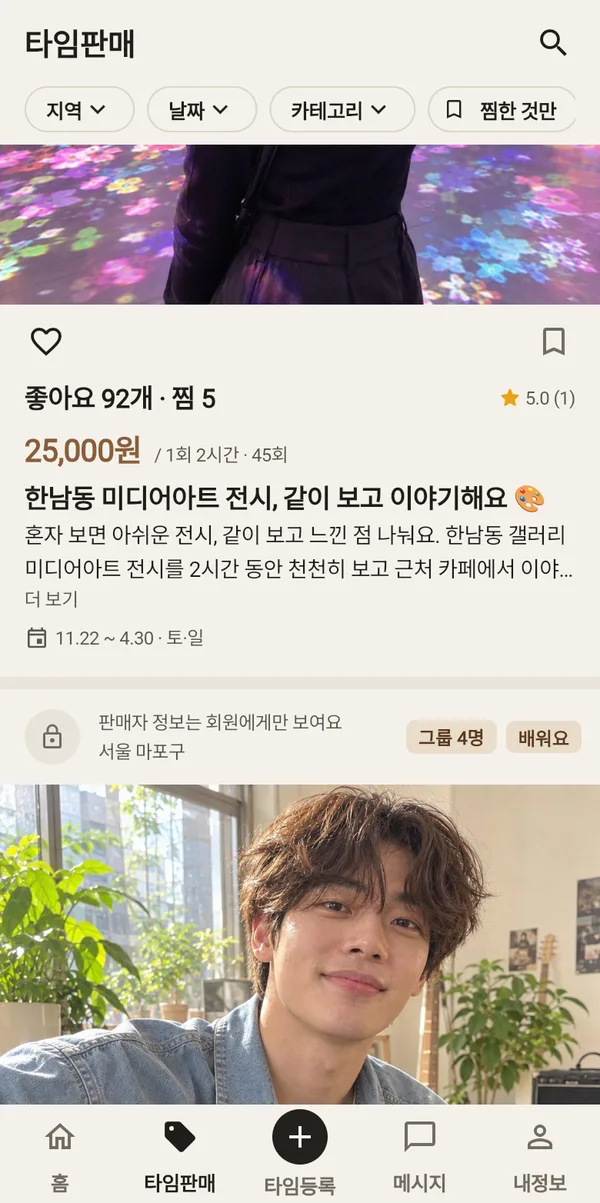 타임판매
지역
날짜
카테고리
찜한 것만
좋아요 92개 · 찜 5
5.0 (1)
25,000원 / 1회 2시간 · 45회
한남동 미디어아트 전시, 같이 보고 이야기해요 🎨
혼자 보면 아쉬운 전시, 같이 보고 느낀 점 나눠요. 한남동 갤러리
미디어아트 전시를 2시간 동안 천천히 보고 근처 카페에서 이야...
더 보기
11.22 ~ 4.30 · 토·일
판매자 정보는 회원에게만 보여요
서울 마포구
그룹 4명
배워요
홈
타임판매
타임등록
메시지
내정보